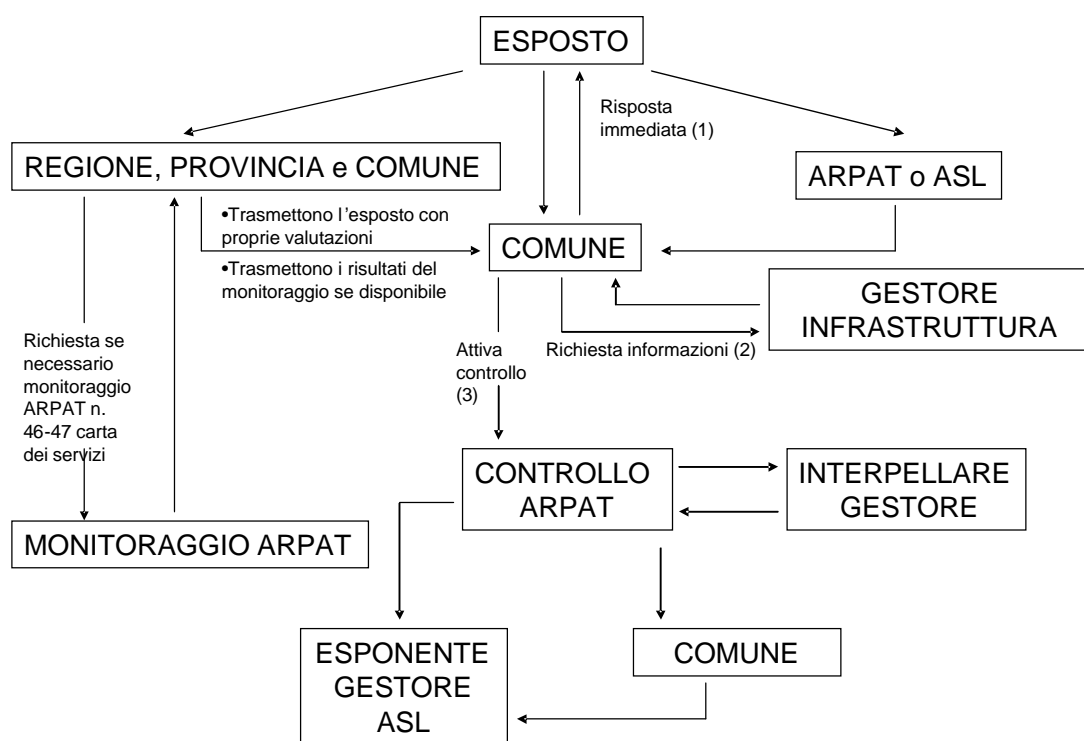 ESPOSTO
Risposta
immediata (1)
REGIONE, PROVINCIA e COMUNE
ARPAT o ASL
•Trasmettono l'esposto con
proprie valutazioni
•Trasmettono i risultati del
monitoraggio se disponibile
COMUNE
GESTORE
INFRASTRUTTURA
Richiesta se
necessario
monitoraggio
ARPAT n.
46-47 carta
dei servizi
Attiva
controllo
(3)
Richiesta informazioni (2)
CONTROLLO
ARPAT
INTERPELLARE
GESTORE
MONITORAGGIO ARPAT
ESPONENTE
GESTORE
ASL
COMUNE